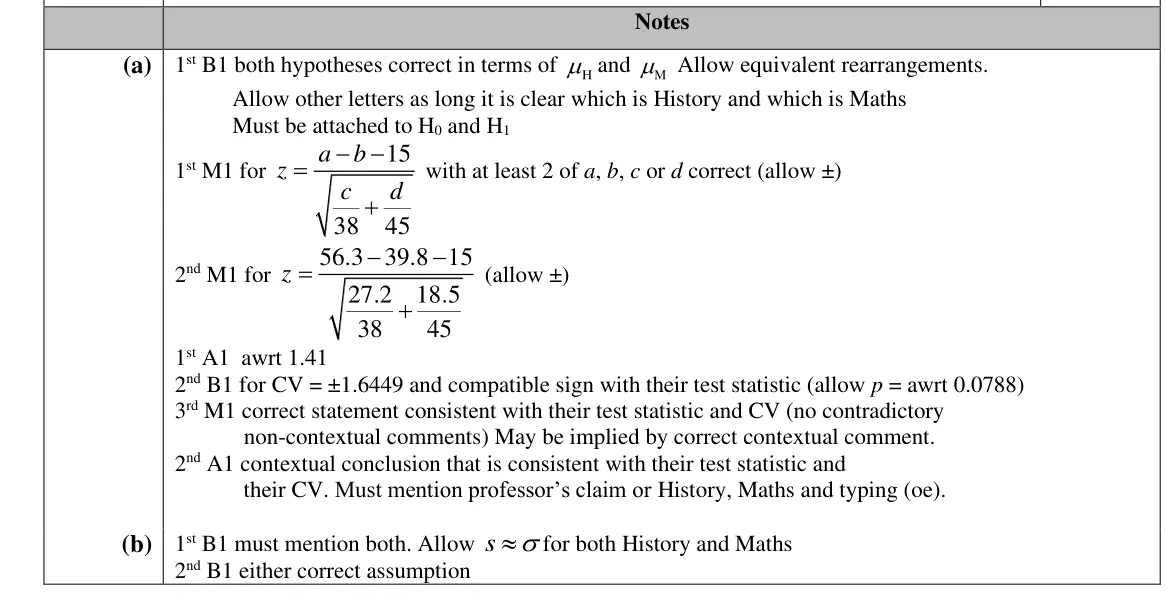 Notes
(a) 1st B1 both hypotheses correct in terms of μH and μM Allow equivalent rearrangements.
Allow other letters as long it is clear which is History and which is Maths
Must be attached to H0 and H1
1st M1 for z = (a − b − 15) / √(c/38 + d/45) with at least 2 of a, b, c or d correct (allow ±)
2nd M1 for z = (56.3 − 39.8 − 15) / √(27.2/38 + 18.5/45) (allow ±)
1st A1 awrt 1.41
2nd B1 for CV = ±1.6449 and compatible sign with their test statistic (allow p = awrt 0.0788)
3rd M1 correct statement consistent with their test statistic and CV (no contradictory
non-contextual comments) May be implied by correct contextual comment.
2nd A1 contextual conclusion that is consistent with their test statistic and
their CV. Must mention professor’s claim or History, Maths and typing (oe).
(b) 1st B1 must mention both. Allow s ≈ σ for both History and Maths
2nd B1 either correct assumption